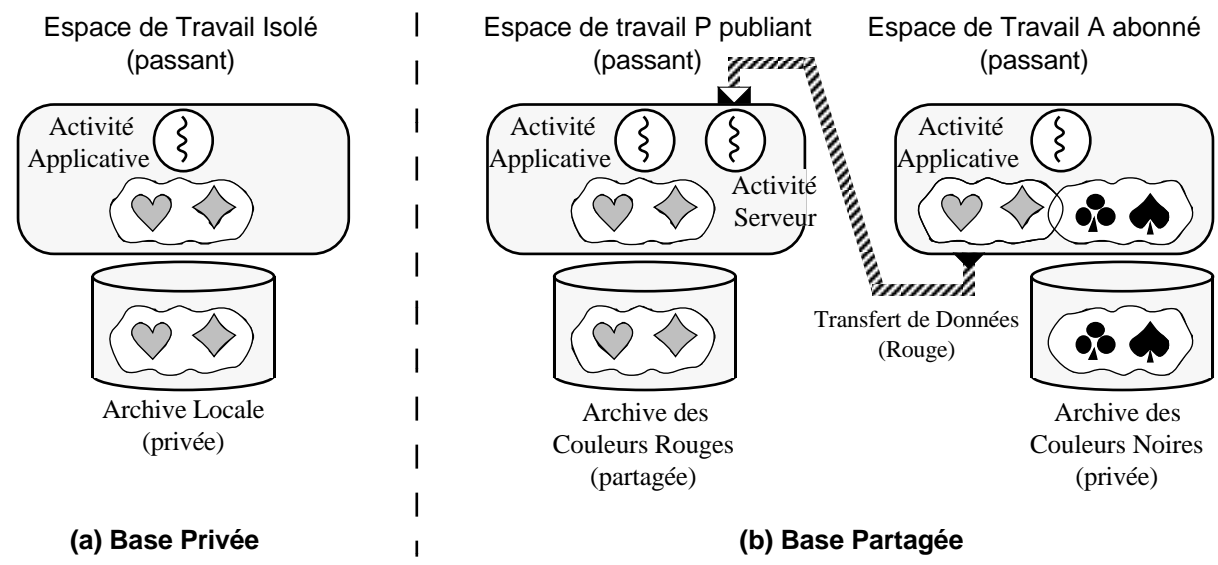 Espace de Travail Isolé
(passant)
Activité
Applicative
Archive Locale
(privée)
(a) Base Privée
Espace de travail P publiant
(passant)
Activité
Applicative
Activité
Serveur
Archive des
Couleurs Rouges
(partagée)
Espace de Travail A abonné
(passant)
Activité
Applicative
Transfert de Données
(Rouge)
Archive des
Couleurs Noires
(privée)
(b) Base Partagée